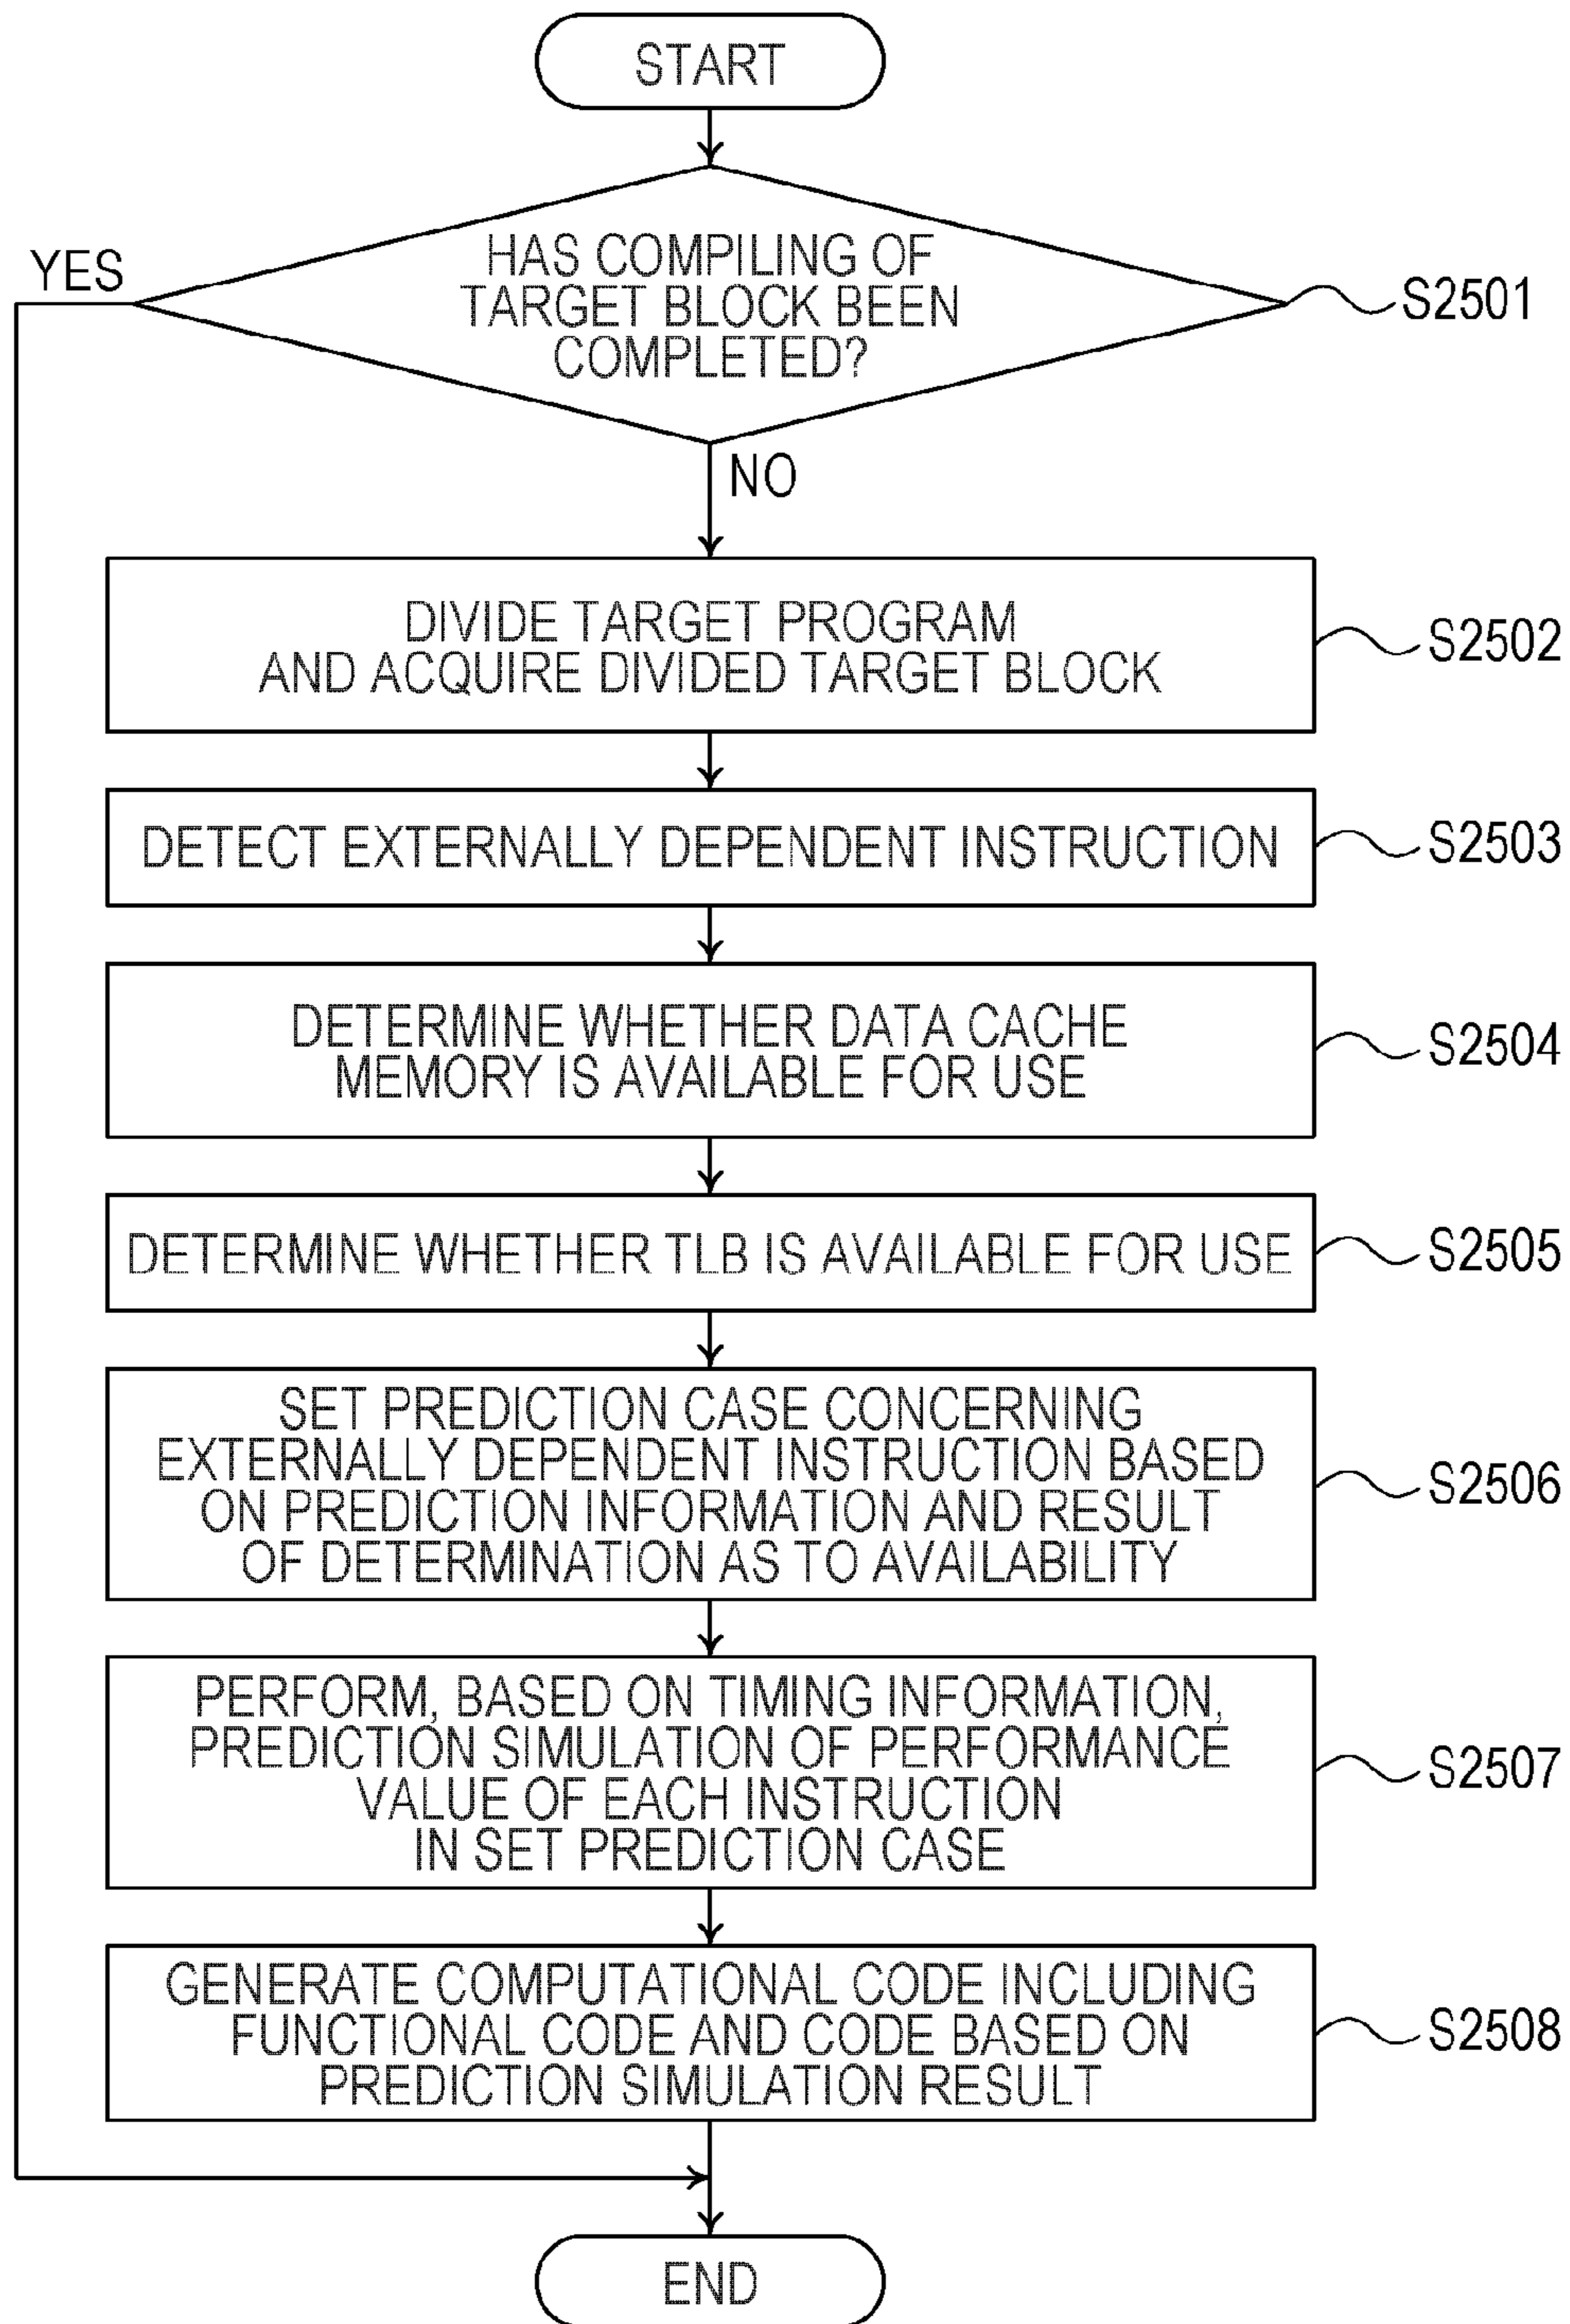 START
HAS COMPILING OF
TARGET BLOCK BEEN
COMPLETED?
YES
S2501
NO
DIVIDE TARGET PROGRAM
AND ACQUIRE DIVIDED TARGET BLOCK
S2502
DETECT EXTERNALLY DEPENDENT INSTRUCTION
S2503
DETERMINE WHETHER DATA CACHE
MEMORY IS AVAILABLE FOR USE
S2504
DETERMINE WHETHER TLB IS AVAILABLE FOR USE
S2505
SET PREDICTION CASE CONCERNING
EXTERNALLY DEPENDENT INSTRUCTION BASED
ON PREDICTION INFORMATION AND RESULT
OF DETERMINATION AS TO AVAILABILITY
S2506
PERFORM, BASED ON TIMING INFORMATION,
PREDICTION SIMULATION OF PERFORMANCE
VALUE OF EACH INSTRUCTION
IN SET PREDICTION CASE
S2507
GENERATE COMPUTATIONAL CODE INCLUDING
FUNCTIONAL CODE AND CODE BASED ON
PREDICTION SIMULATION RESULT
S2508
END